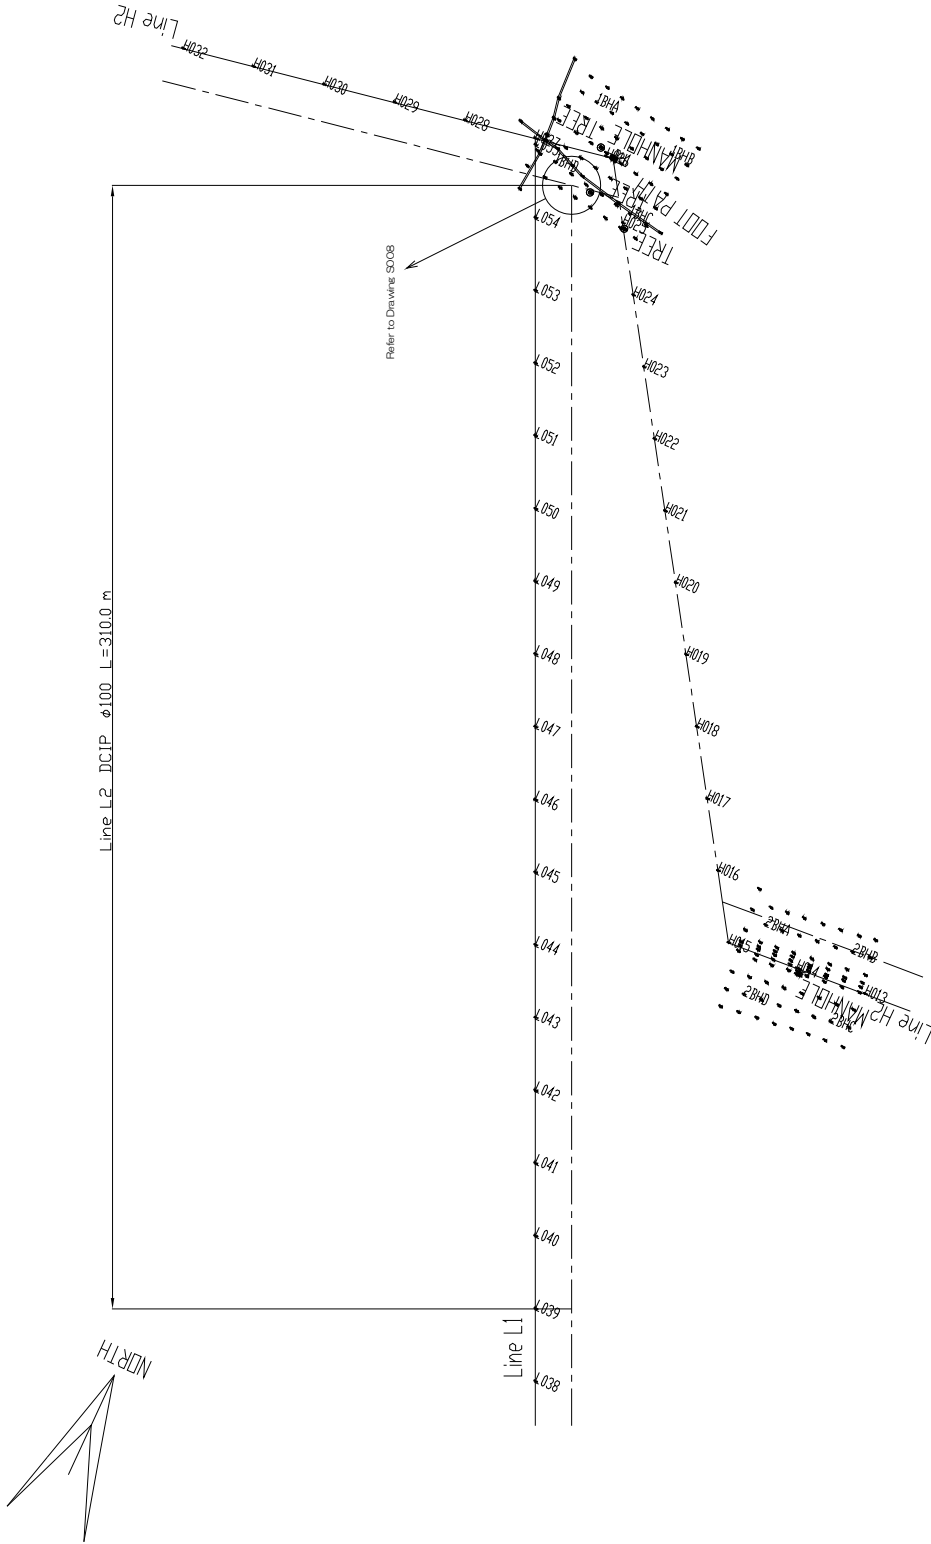 Line H2
H032
H031
H030
H029
H028
1BHA
1BHB
MANHOLE
TREE
TREE
1BHD
FOOT PATH
TREE
L054
L053
L052
L051
L050
L049
L048
L047
L046
L045
L044
L043
L042
L041
L040
L039
L038
Line L1
H024
H023
H022
H021
H020
H019
H018
H017
H016
H015
H014
H013
2BHA
2BHB
2BHD
2BHC
MANHOLE
Line H2
Refer to Drawing S008
Line L2 DCIP φ100 L=310.0 m
NORTH